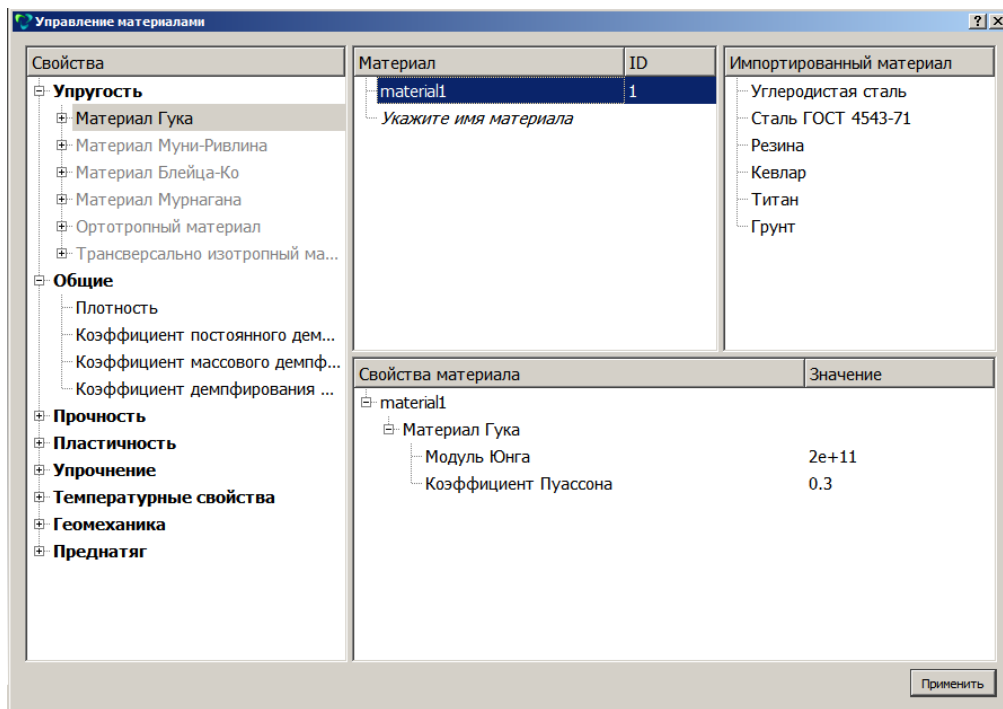 Управление материалами
Свойства
Упругость
Материал Гука
Материал Муни-Ривлина
Материал Блейца-Ко
Материал Мурнагана
Ортотропный материал
Трансверсально изотропный ма...
Общие
Плотность
Коэффициент постоянного дем...
Коэффициент массового демпф...
Коэффициент демпфирования ...
Прочность
Пластичность
Упрочнение
Температурные свойства
Геомеханика
Преднатяг
Материал ID
material1 1
Укажите имя материала
Импортированный материал
Углеродистая сталь
Сталь ГОСТ 4543-71
Резина
Кевлар
Титан
Грунт
Свойства материала Значение
material1
Материал Гука
Модуль Юнга 2e+11
Коэффициент Пуассона 0.3
Применить